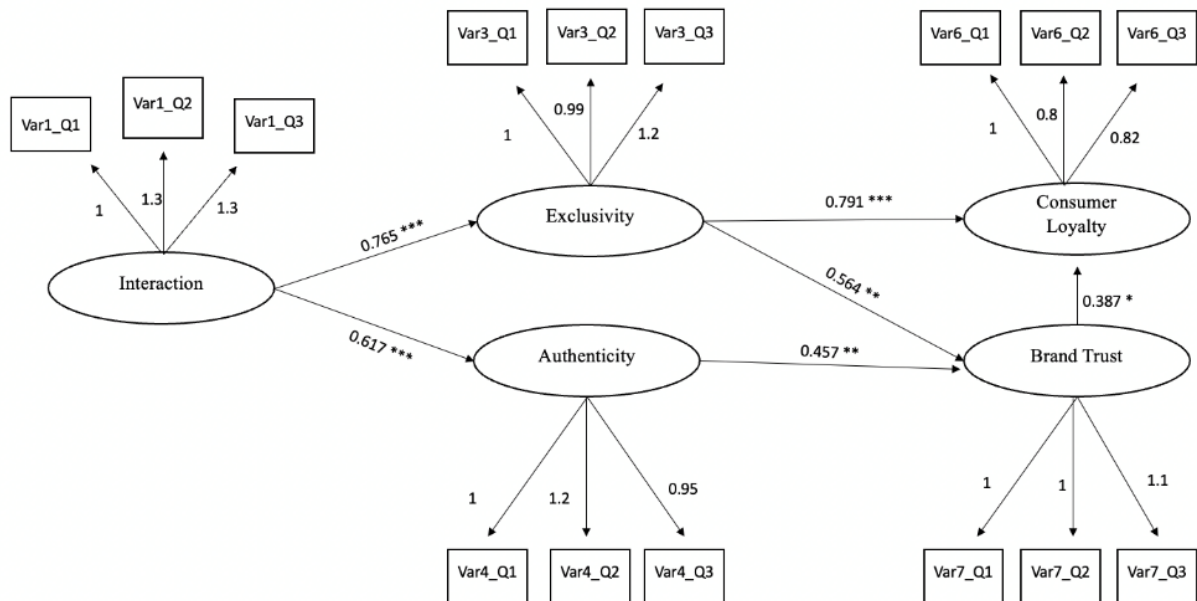 Var3_Q1 Var3_Q2 Var3_Q3
Var6_Q1 Var6_Q2 Var6_Q3
Var1_Q1 Var1_Q2 Var1_Q3
1 0.99 1.2
1 0.8 0.82
1 1.3 1.3
Exclusivity
0.791 ***
Consumer
Loyalty
0.765 ***
Interaction
0.564 **
0.387 *
0.617 ***
Authenticity
0.457 **
Brand Trust
1 1.2 0.95
1 1 1.1
Var4_Q1 Var4_Q2 Var4_Q3
Var7_Q1 Var7_Q2 Var7_Q3